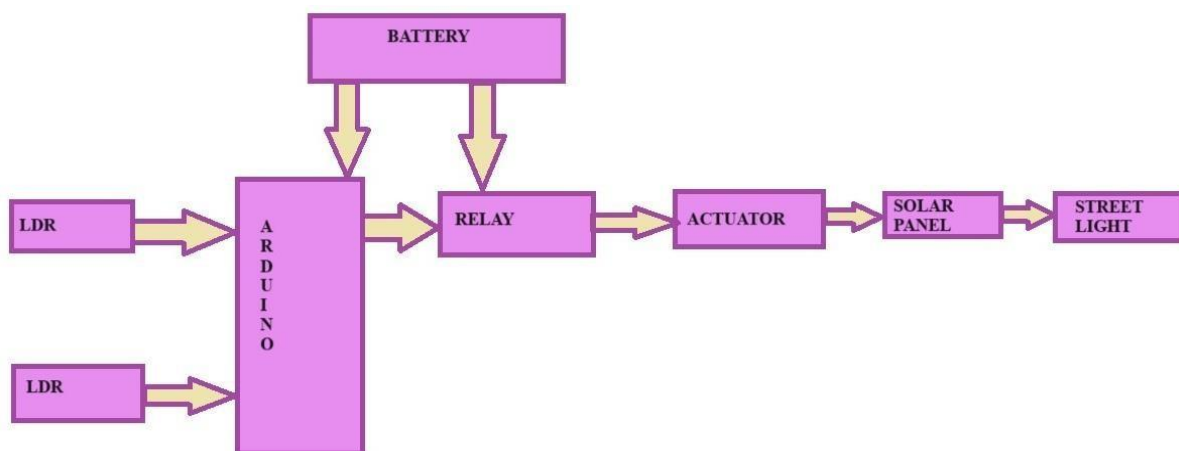 BATTERY
LDR
A
R
D
U
I
N
O
RELAY
ACTUATOR
SOLAR
PANEL
STREET
LIGHT
LDR